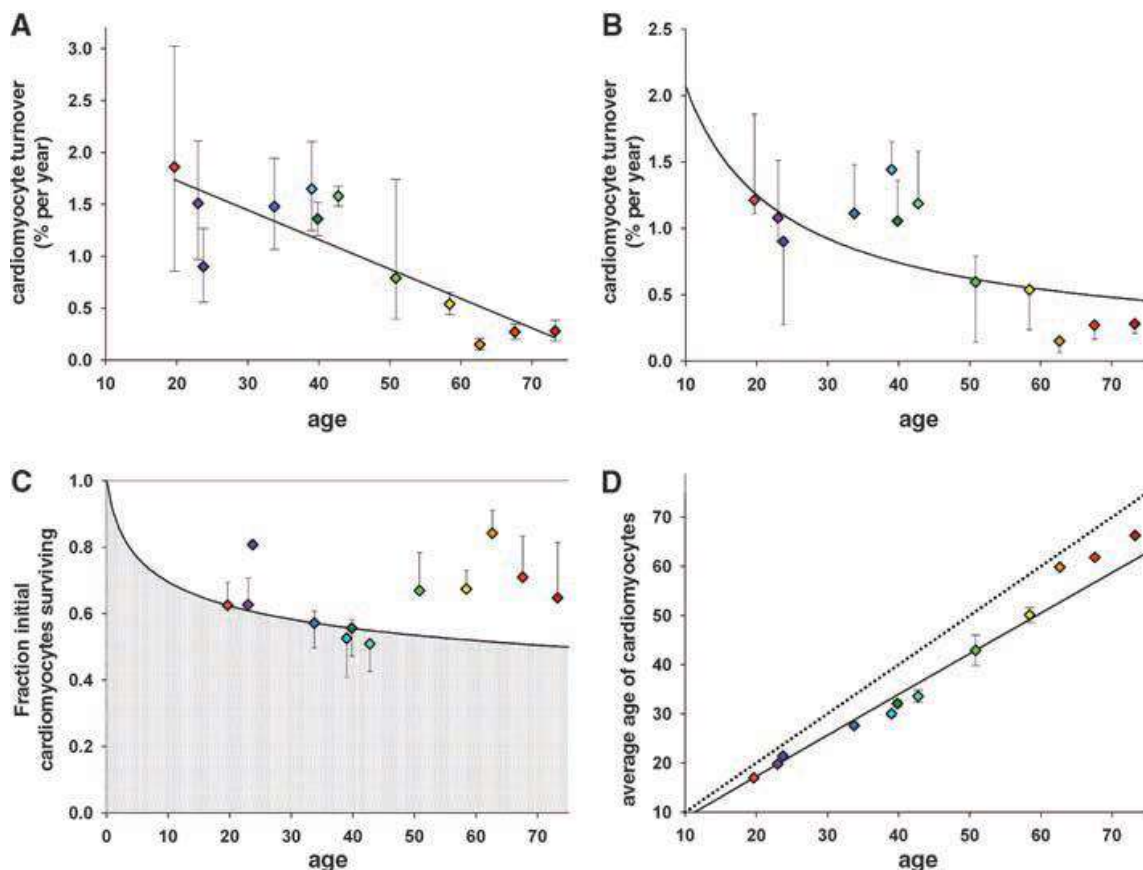 A
cardiomyocyte turnover
(% per year)
3.0
2.5
2.0
1.5
1.0
0.5
0.0
10 20 30 40 50 60 70
age
B
cardiomyocyte turnover
(% per year)
2.5
2.0
1.5
1.0
0.5
0.0
10 20 30 40 50 60 70
age
C
Fraction initial
cardiomyocytes surviving
1.0
0.8
0.6
0.4
0.2
0.0
0 10 20 30 40 50 60 70
age
D
average age of cardiomyocytes
70
60
50
40
30
20
10
10 20 30 40 50 60 70
age